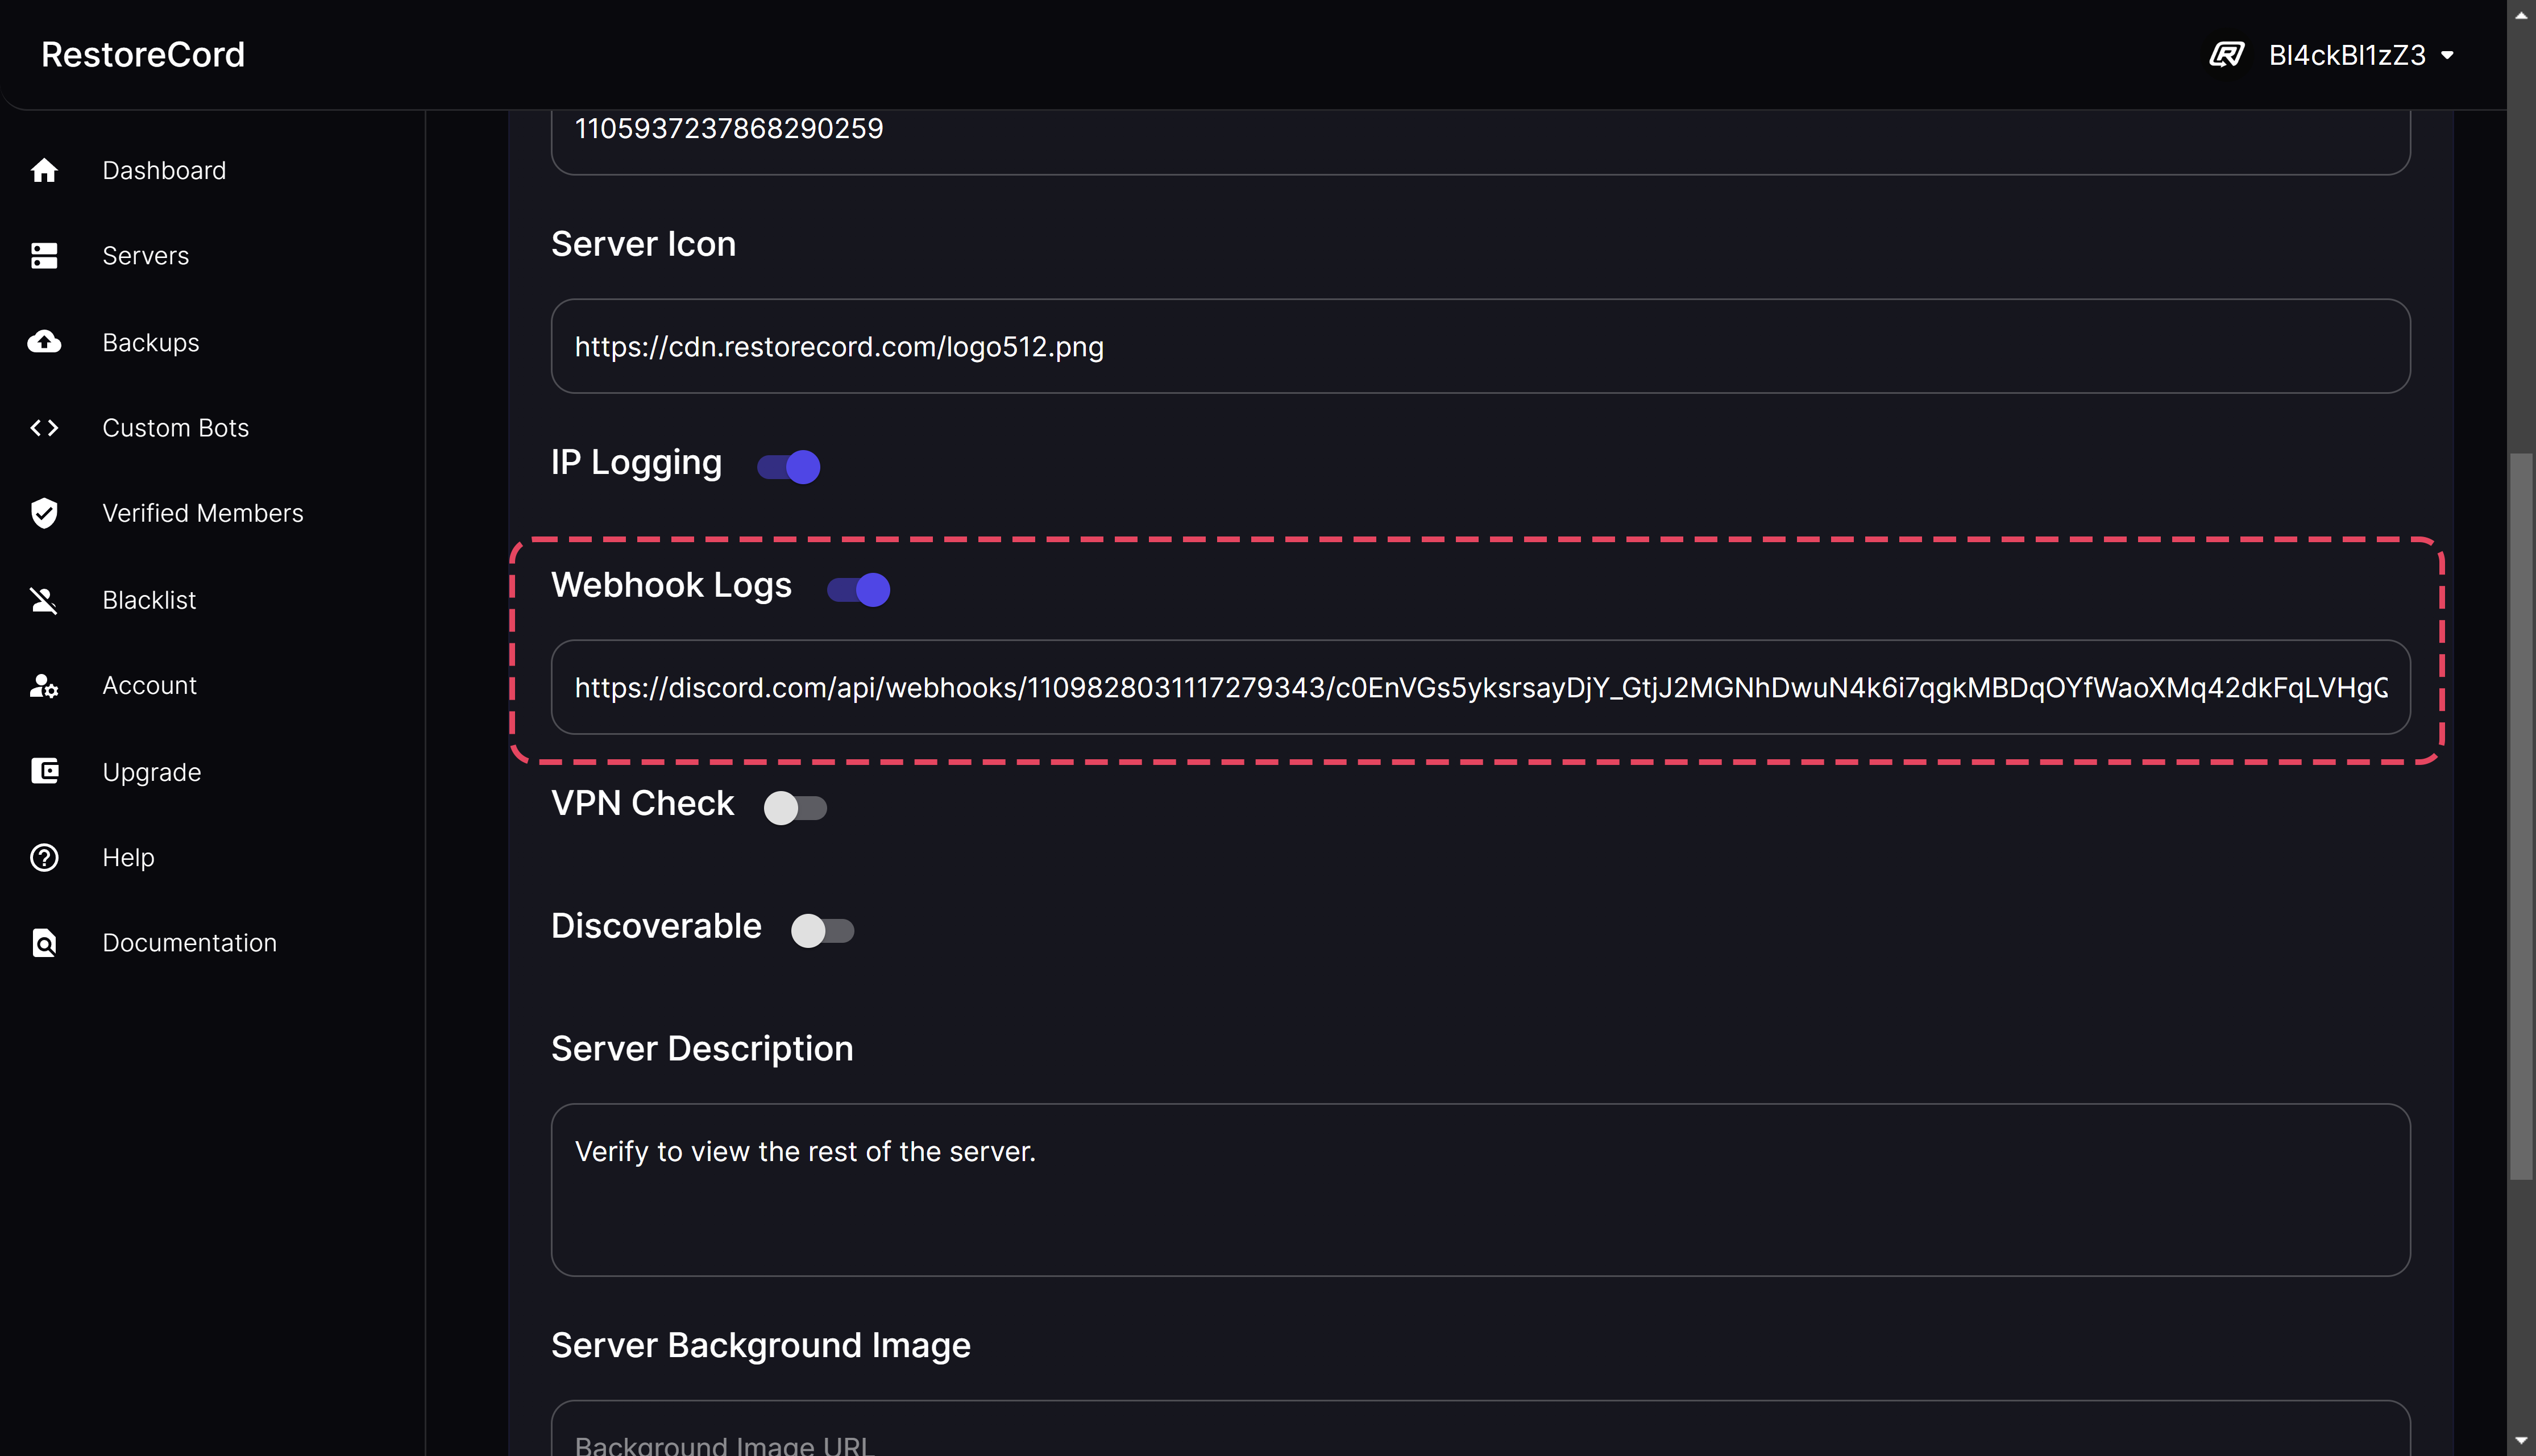 RestoreCord
Bl4ckBl1zZ3
Dashboard
Servers
Backups
Custom Bots
Verified Members
Blacklist
Account
Upgrade
Help
Documentation
1105937237868290259
Server Icon
https://cdn.restorecord.com/logo512.png
IP Logging
Webhook Logs
https://discord.com/api/webhooks/1109828031117279343/c0EnVGs5yksrsayDjY_GtjJ2MGNhDwuN4k6i7qgkMBDqOYfWaoXMq42dkFqLVHgQ
VPN Check
Discoverable
Server Description
Verify to view the rest of the server.
Server Background Image
Background Image URL